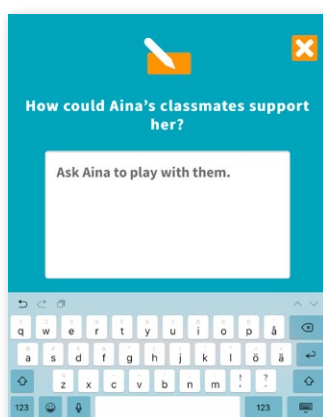 How could Aina's classmates support
her?
Ask Aina to play with them.
q w e r t y u i o p å
a s d f g h j k l ö ä
z x c v b n m ! ?
123 123